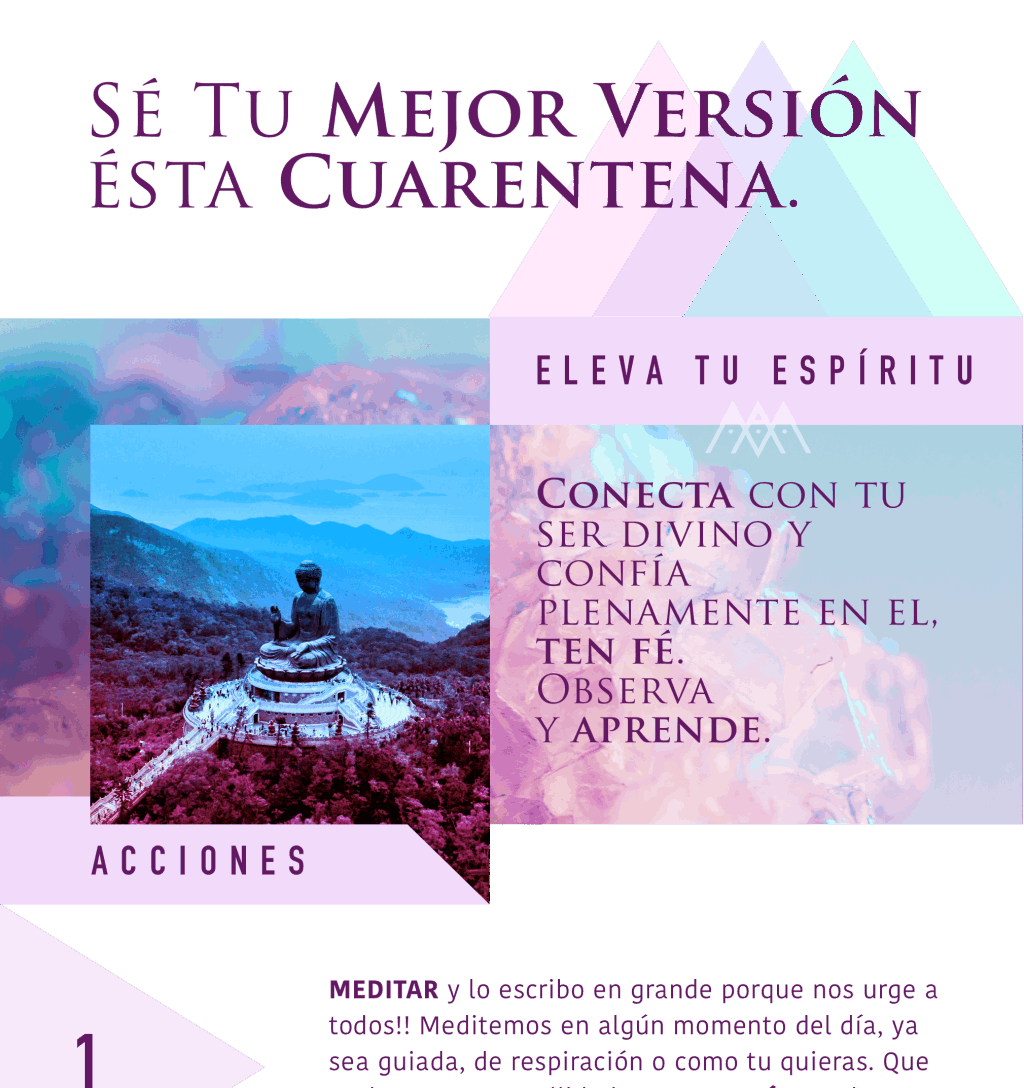 SÉ TU MEJOR VERSIÓN
ÉSTA CUARENTENA.
ELEVA TU ESPÍRITU
CONECTA CON TU
SER DIVINO Y
CONFÍA
PLENAMENTE EN EL,
TEN FÉ.
OBSERVA
Y APRENDE.
ACCIONES
1
MEDITAR y lo escribo en grande porque nos urge a
todos!! Meditemos en algún momento del día, ya
sea guiada, de respiración o como tu quieras. Que